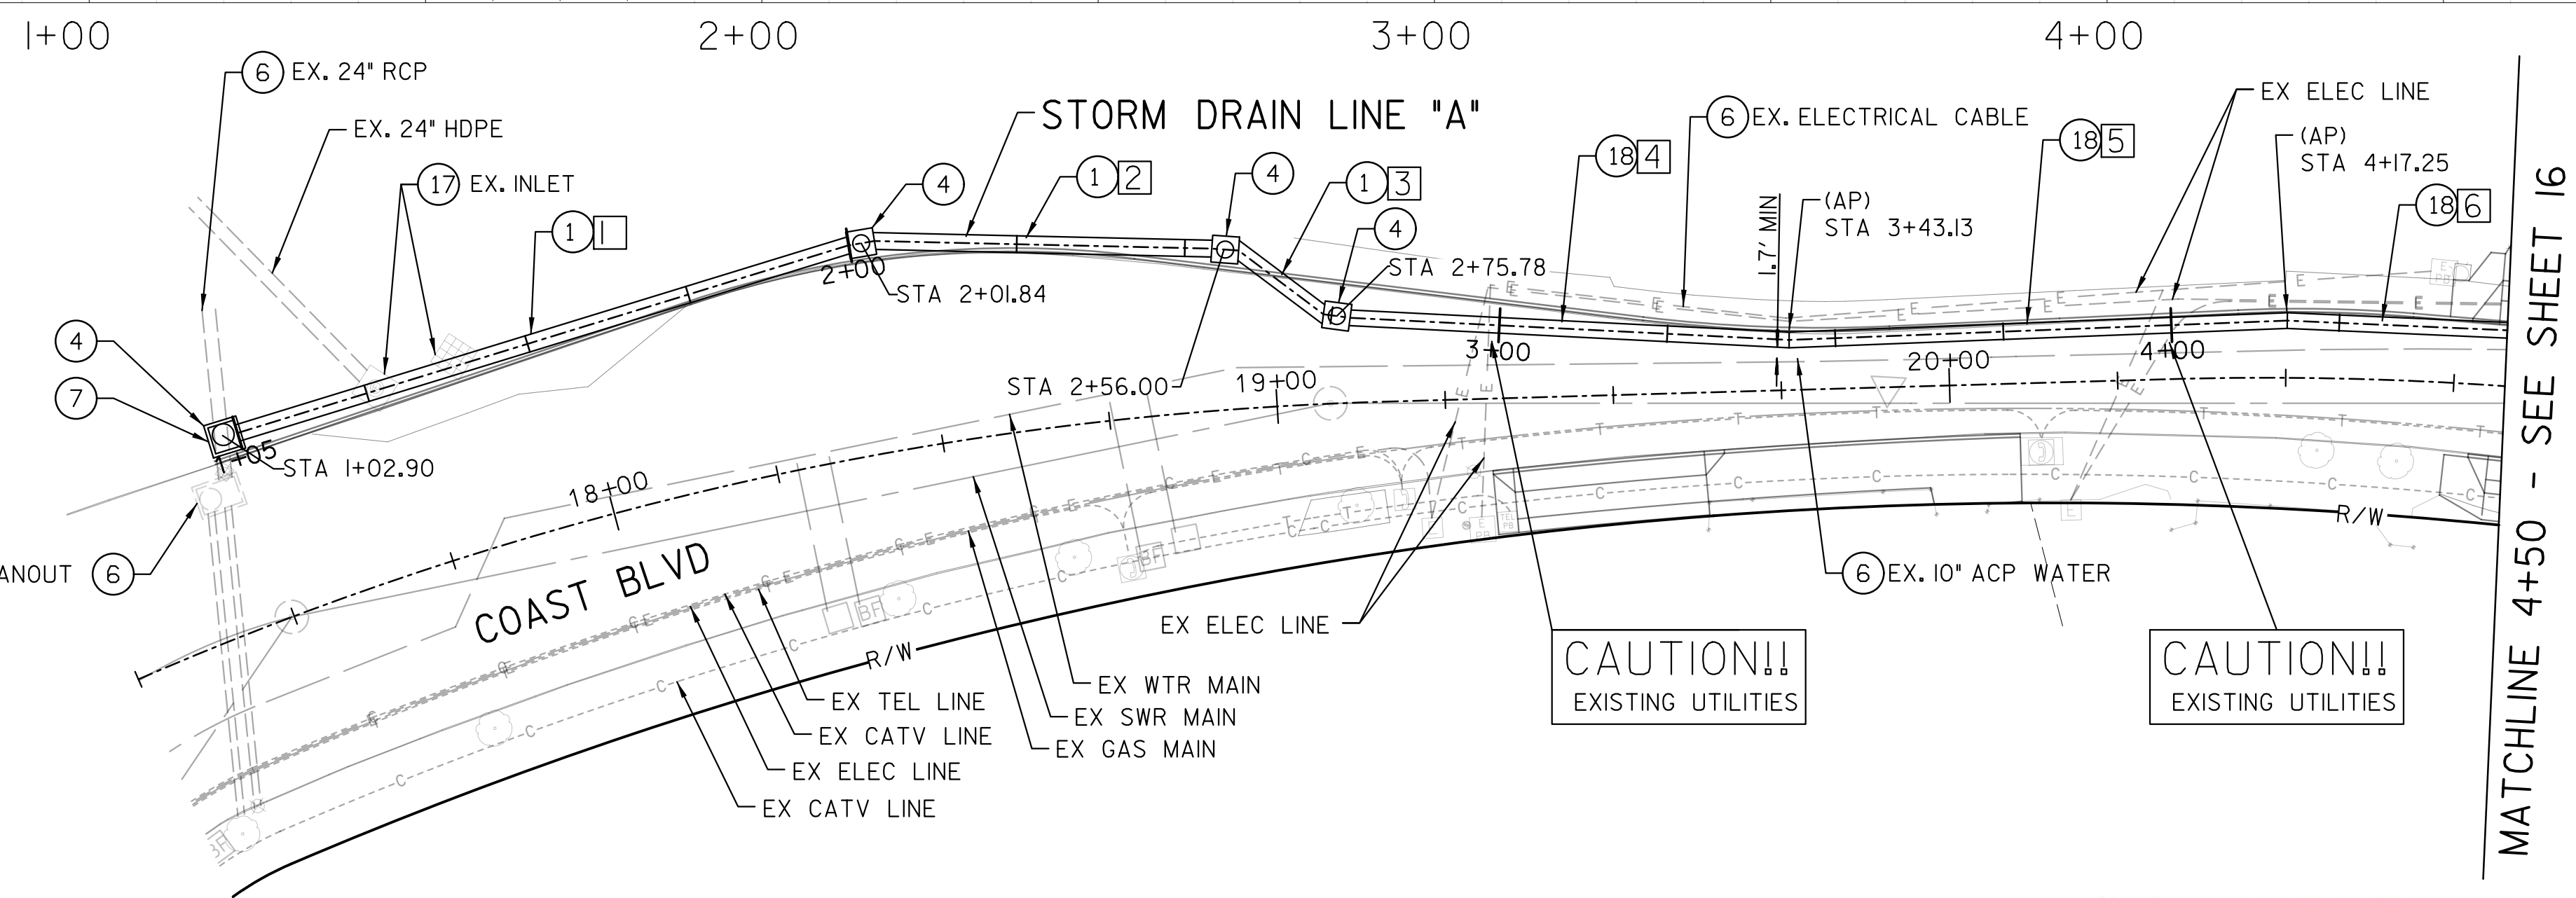 1+00
2+00
3+00
4+00
6 EX. 24" RCP
EX. 24" HDPE
17 EX. INLET
1 1
4
STORM DRAIN LINE "A"
1 2
4
1 3
4
18 4
6 EX. ELECTRICAL CABLE
18 5
EX ELEC LINE
(AP)
STA 4+17.25
18 6
1.7' MIN
(AP)
STA 3+43.13
2+00
STA 2+01.84
STA 2+75.78
STA 2+56.00
3+00
4+00
4
7
1+05
STA 1+02.90
18+00
19+00
20+00
ANOUT 6
COAST BLVD
R/W
R/W
6 EX. 10" ACP WATER
EX ELEC LINE
EX WTR MAIN
EX SWR MAIN
EX GAS MAIN
EX TEL LINE
EX CATV LINE
EX ELEC LINE
EX CATV LINE
CAUTION!!
EXISTING UTILITIES
CAUTION!!
EXISTING UTILITIES
BF
BF
BF
MATCHLINE 4+50 - SEE SHEET 16